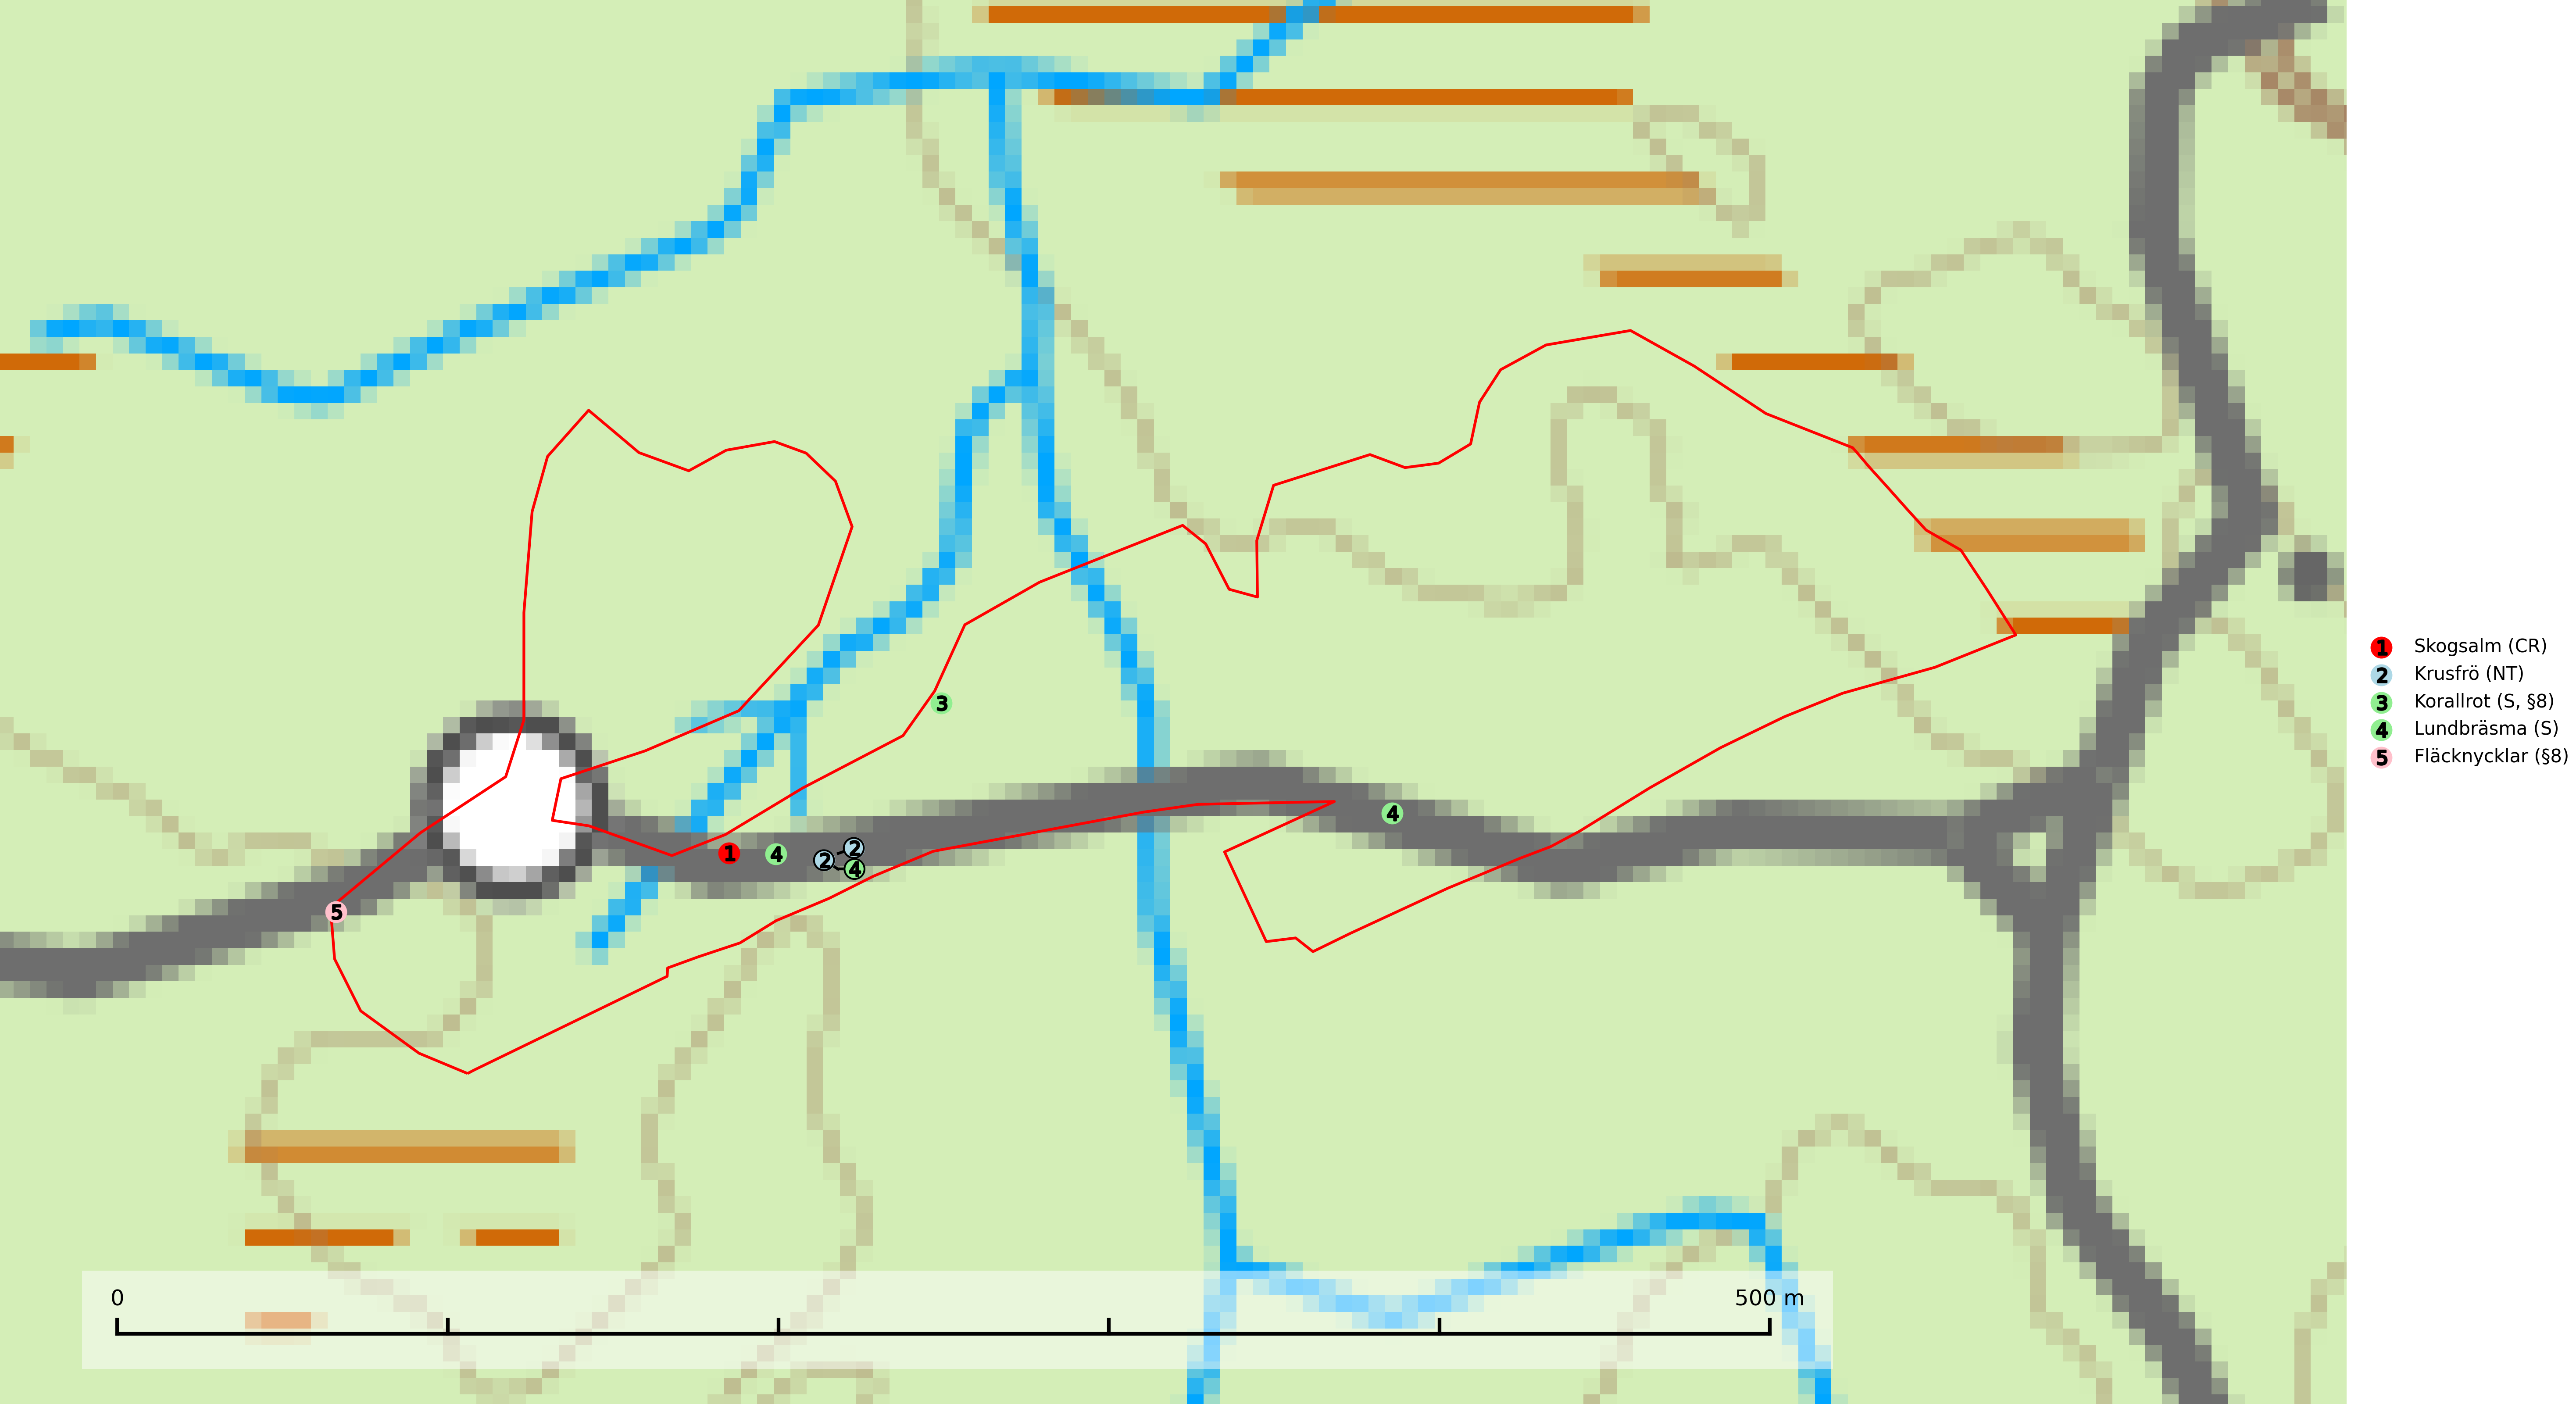 3
4
1
4
2
2
4
5
1 Skogsalm (CR)
2 Krusfrö (NT)
3 Korallrot (S, §8)
4 Lundbräsma (S)
5 Fläcknycklar (§8)
0 500 m